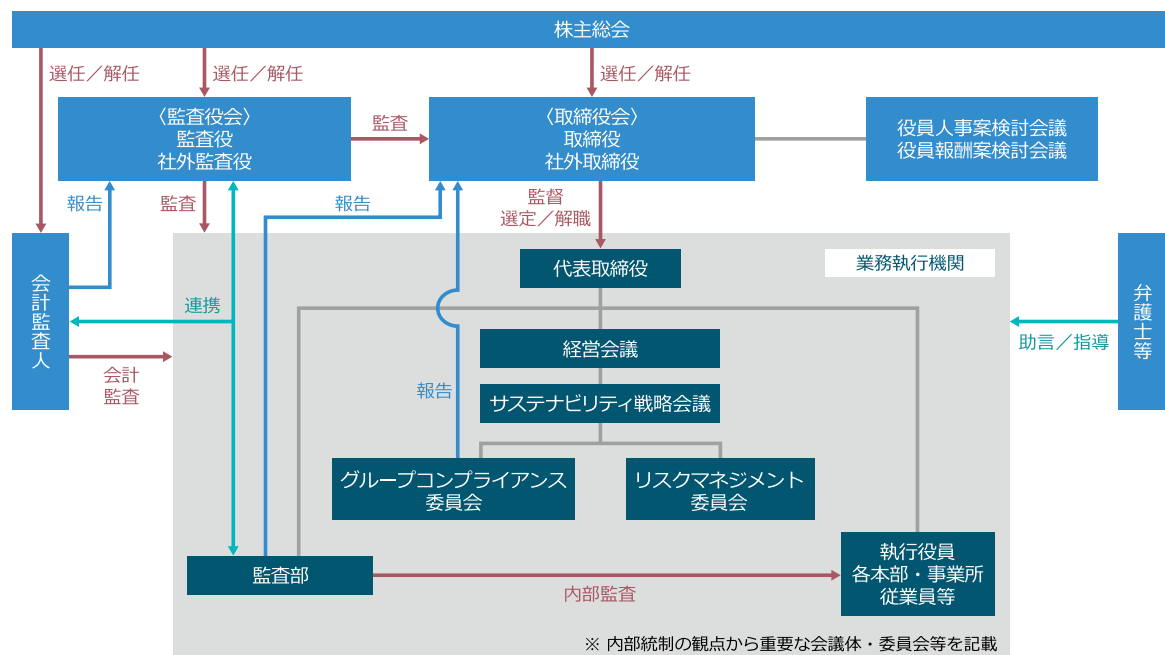 株主総会
選任／解任
選任／解任
選任／解任
〈監査役会〉
監査役
社外監査役
監査
〈取締役会〉
取締役
社外取締役
役員人事案検討会議
役員報酬案検討会議
報告
監査
報告
監督
選定／解職
会計監査人
代表取締役
業務執行機関
弁護士等
連携
助言／指導
経営会議
会計
監査
報告
サステナビリティ戦略会議
グループコンプライアンス
委員会
リスクマネジメント
委員会
監査部
執行役員
各本部・事業所
従業員等
内部監査
※ 内部統制の観点から重要な会議体・委員会等を記載